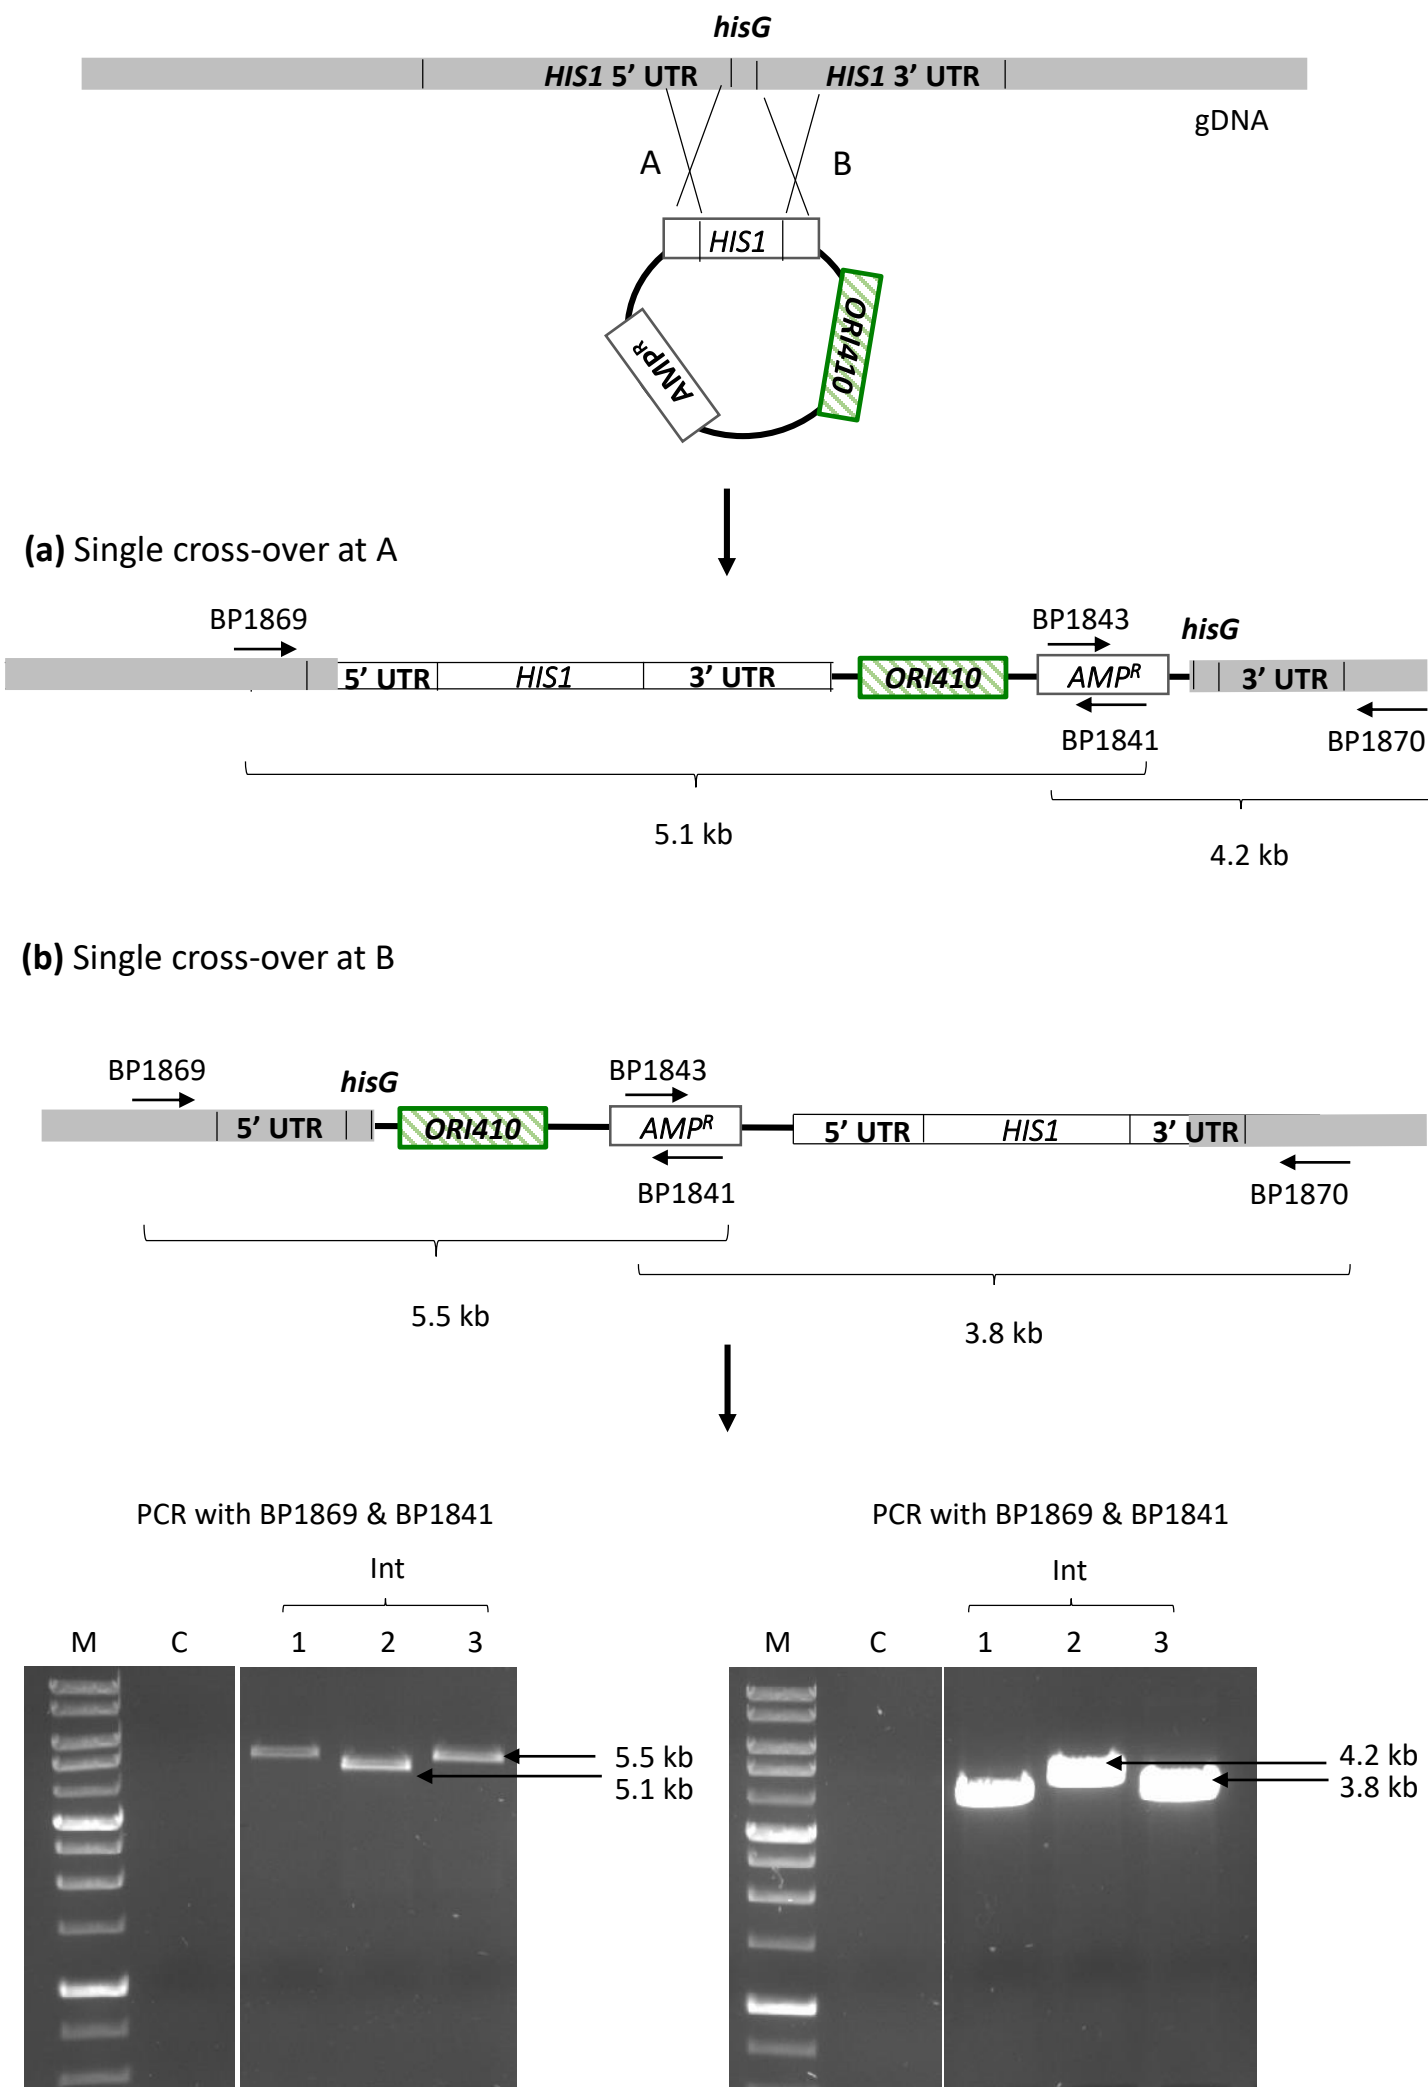 hisG
HIS1 5’ UTR HIS1 3’ UTR
gDNA
A B
HIS1
ORI410
AMPᴿ
(a) Single cross-over at A
BP1869 BP1843 hisG
5’ UTR HIS1 3’ UTR ORI410 AMPᴿ 3’ UTR
BP1841 BP1870
5.1 kb
4.2 kb
(b) Single cross-over at B
BP1869 hisG BP1843
5’ UTR ORI410 AMPᴿ 5’ UTR HIS1 3’ UTR
BP1841 BP1870
5.5 kb
3.8 kb
PCR with BP1869 & BP1841
Int
M C 1 2 3
5.5 kb
5.1 kb
PCR with BP1869 & BP1841
Int
M C 1 2 3
4.2 kb
3.8 kb